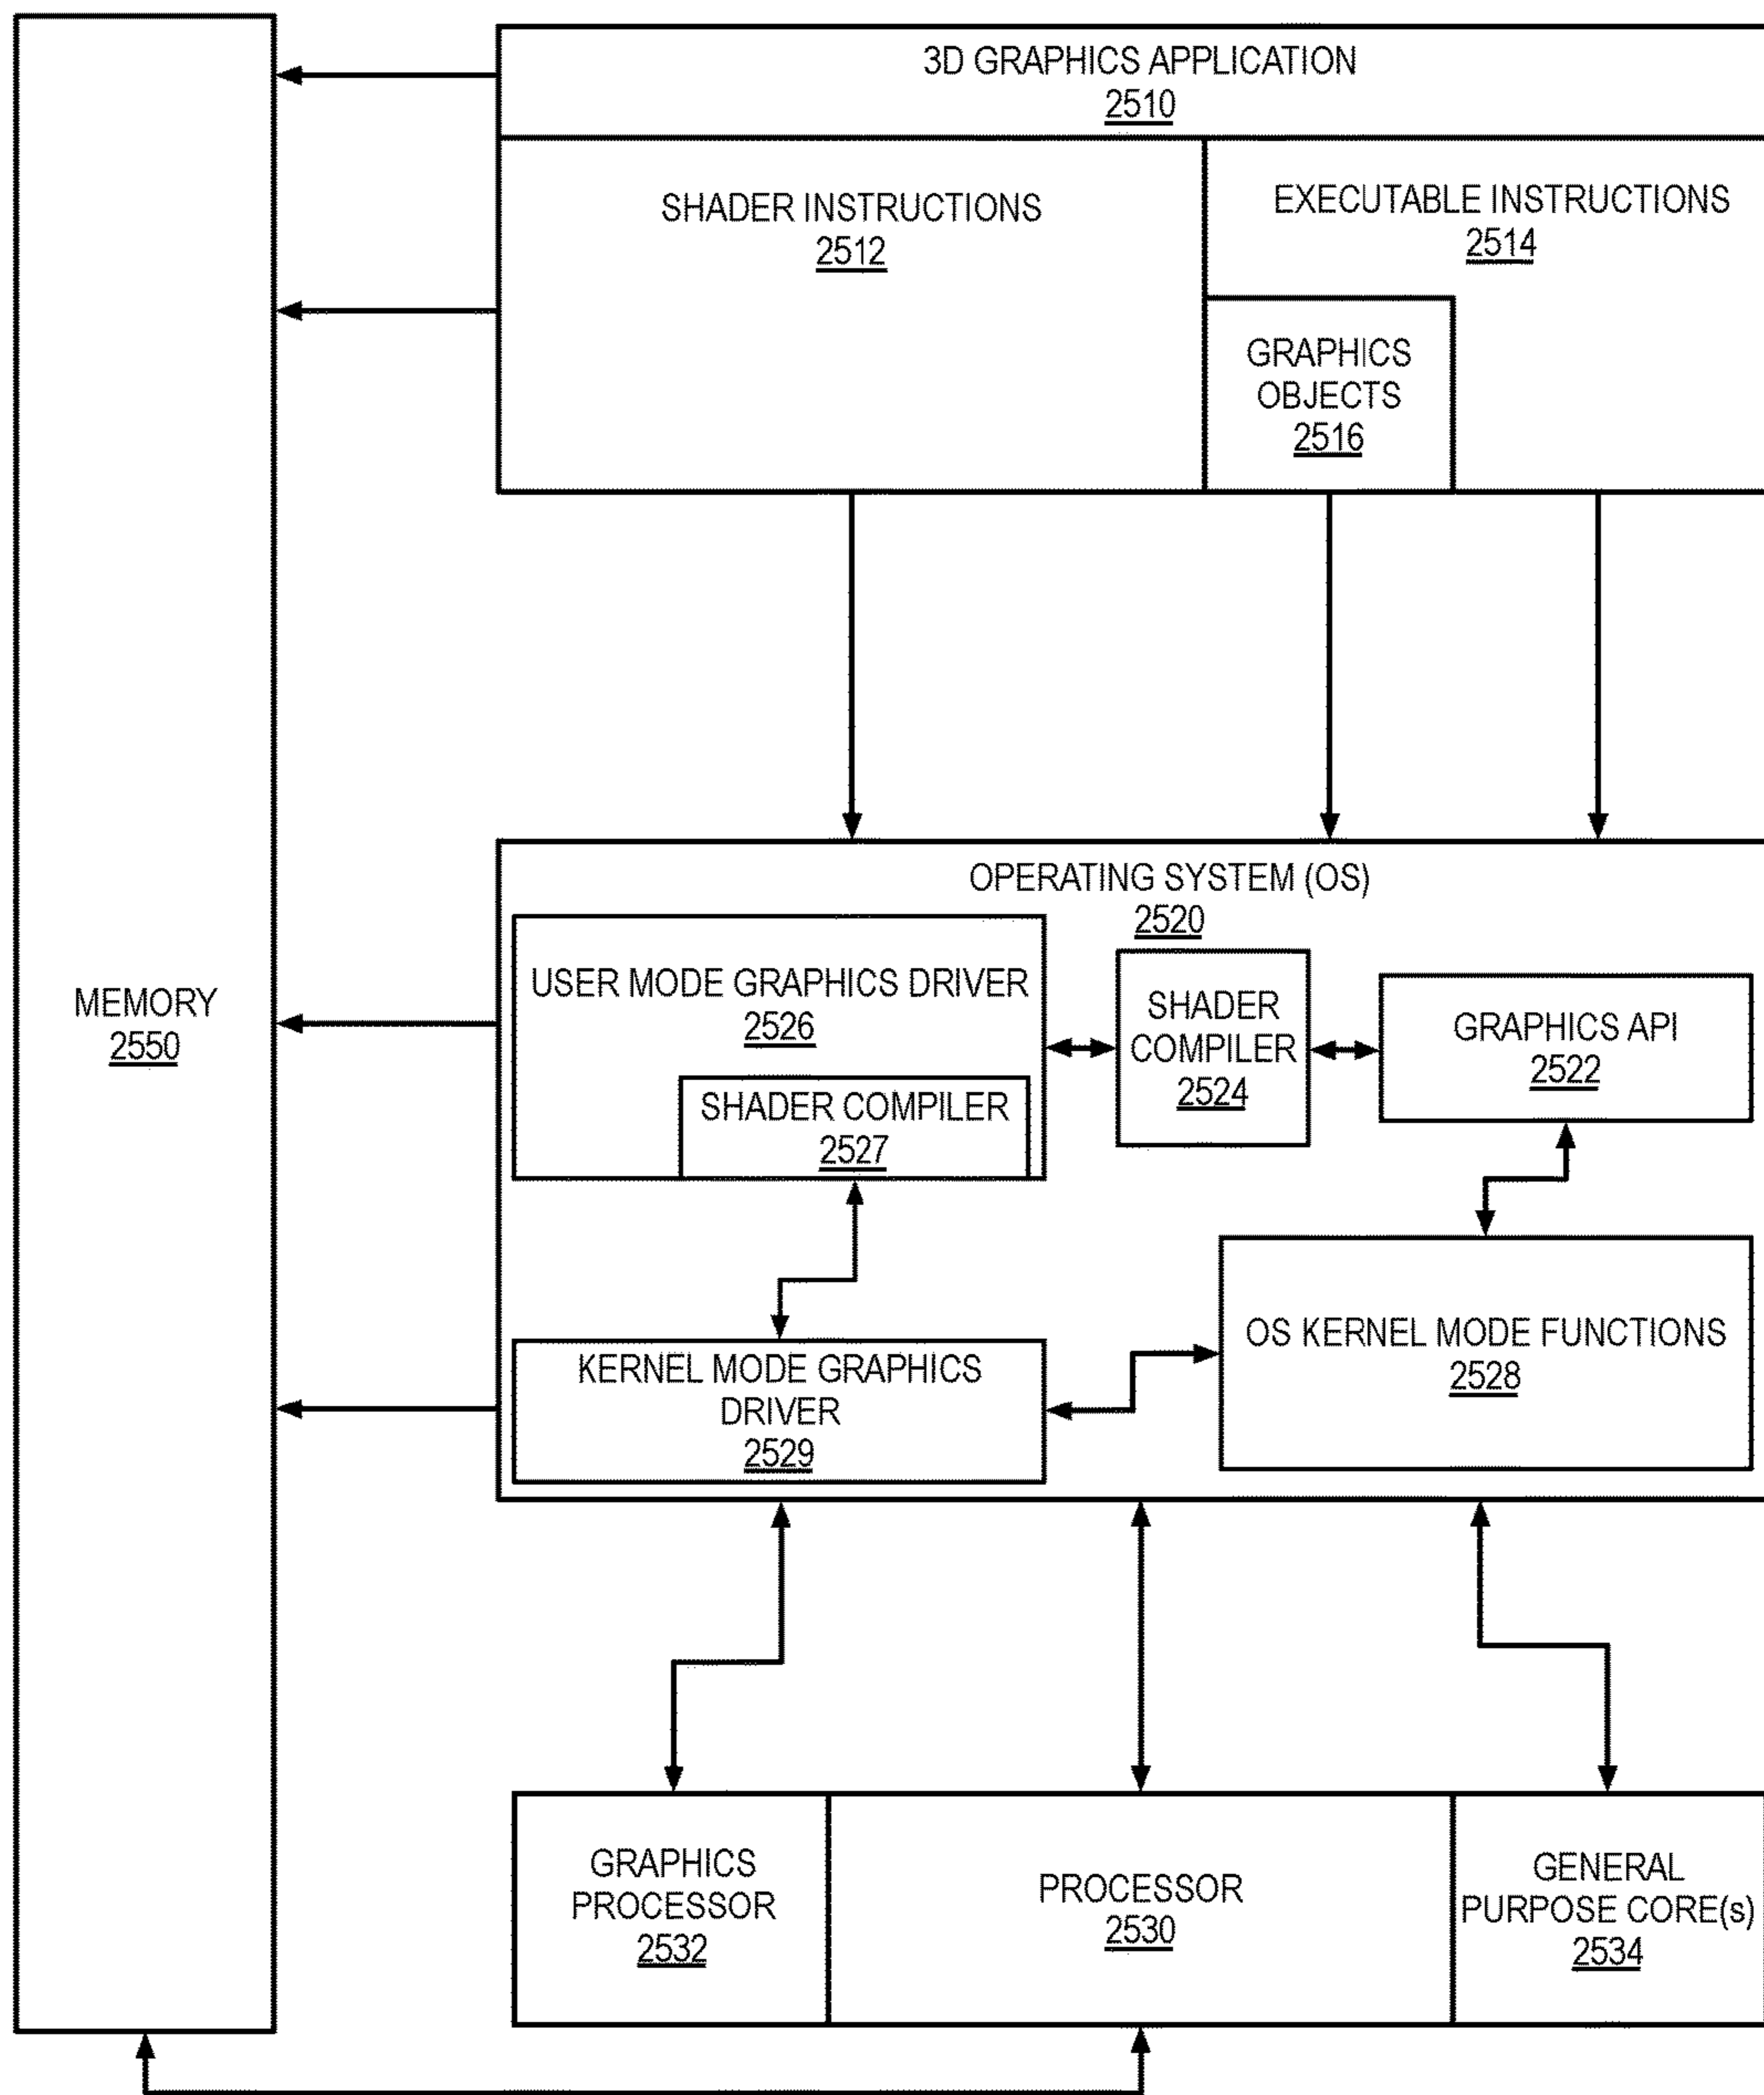 3D GRAPHICS APPLICATION
2510
SHADER INSTRUCTIONS
2512
EXECUTABLE INSTRUCTIONS
2514
GRAPHICS
OBJECTS
2516
MEMORY
2550
OPERATING SYSTEM (OS)
2520
USER MODE GRAPHICS DRIVER
2526
SHADER COMPILER
2527
SHADER
COMPILER
2524
GRAPHICS API
2522
KERNEL MODE GRAPHICS
DRIVER
2529
OS KERNEL MODE FUNCTIONS
2528
GRAPHICS
PROCESSOR
2532
PROCESSOR
2530
GENERAL
PURPOSE CORE(s)
2534